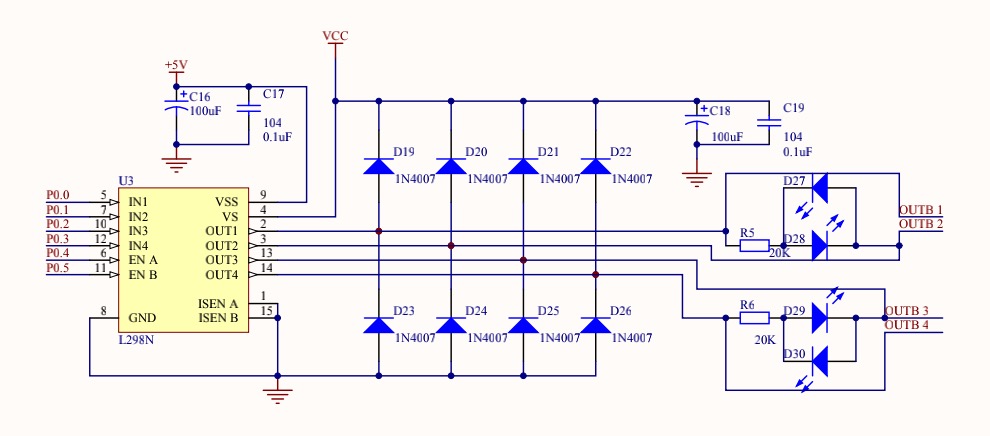 VCC
+5V
C16
100uF
C17
104
0.1uF
C18
100uF
C19
104
0.1uF
D19
1N4007
D20
1N4007
D21
1N4007
D22
1N4007
U3
P0.0 5 IN1 VSS 9
P0.1 7 IN2 VS 4
P0.2 10 IN3 OUT1 2
P0.3 12 IN4 OUT2 3
P0.4 6 EN A OUT3 13
P0.5 11 EN B OUT4 14
ISEN A 1
8 GND ISEN B 15
L298N
D27
OUTB 1
OUTB 2
R5
20K
D28
D23
1N4007
D24
1N4007
D25
1N4007
D26
1N4007
R6
20K
D29
OUTB 3
OUTB 4
D30